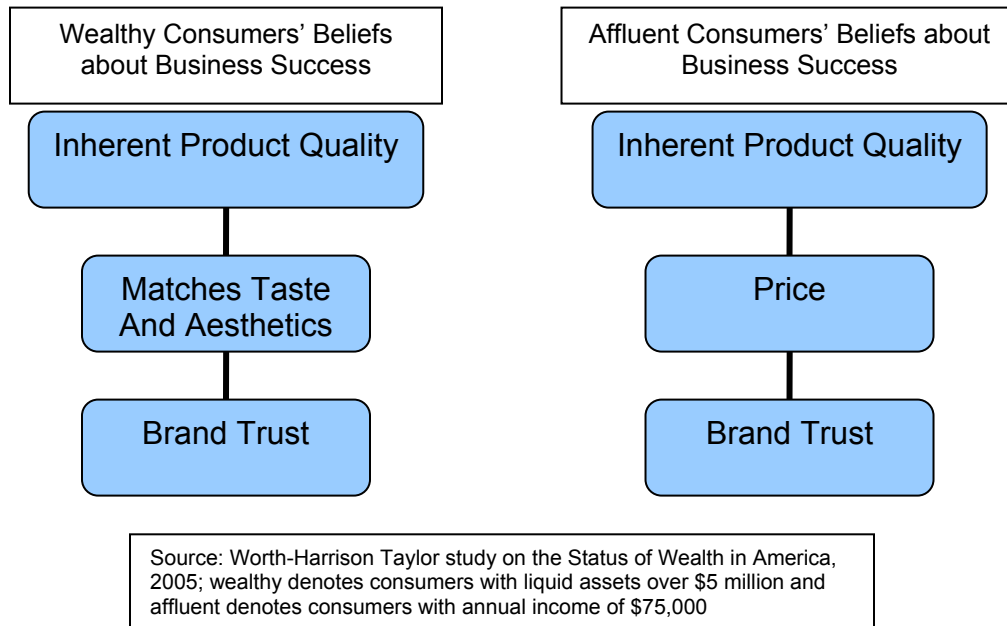 Wealthy Consumers’ Beliefs
about Business Success
Inherent Product Quality
Matches Taste
And Aesthetics
Brand Trust
Affluent Consumers’ Beliefs about
Business Success
Inherent Product Quality
Price
Brand Trust
Source: Worth-Harrison Taylor study on the Status of Wealth in America,
2005; wealthy denotes consumers with liquid assets over $5 million and
affluent denotes consumers with annual income of $75,000